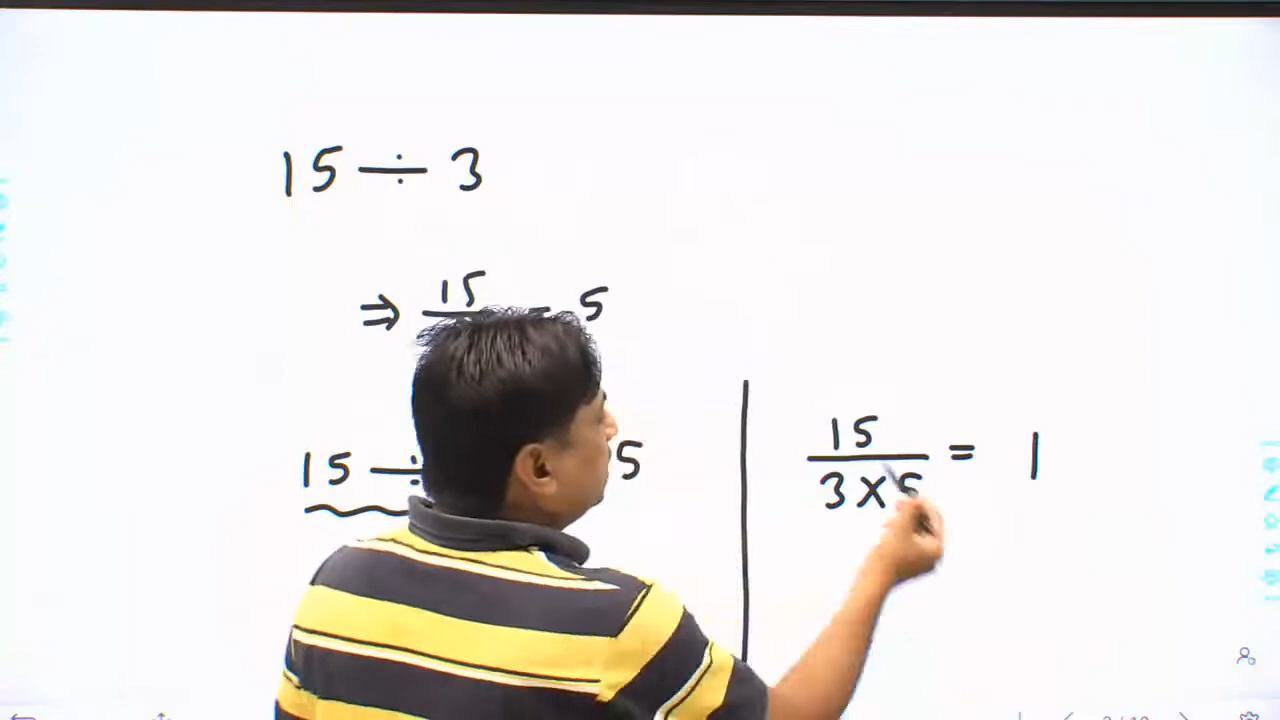 15 ÷ 3
⇒ 15 5
15 ÷ 5
15
3 × 5 = 1